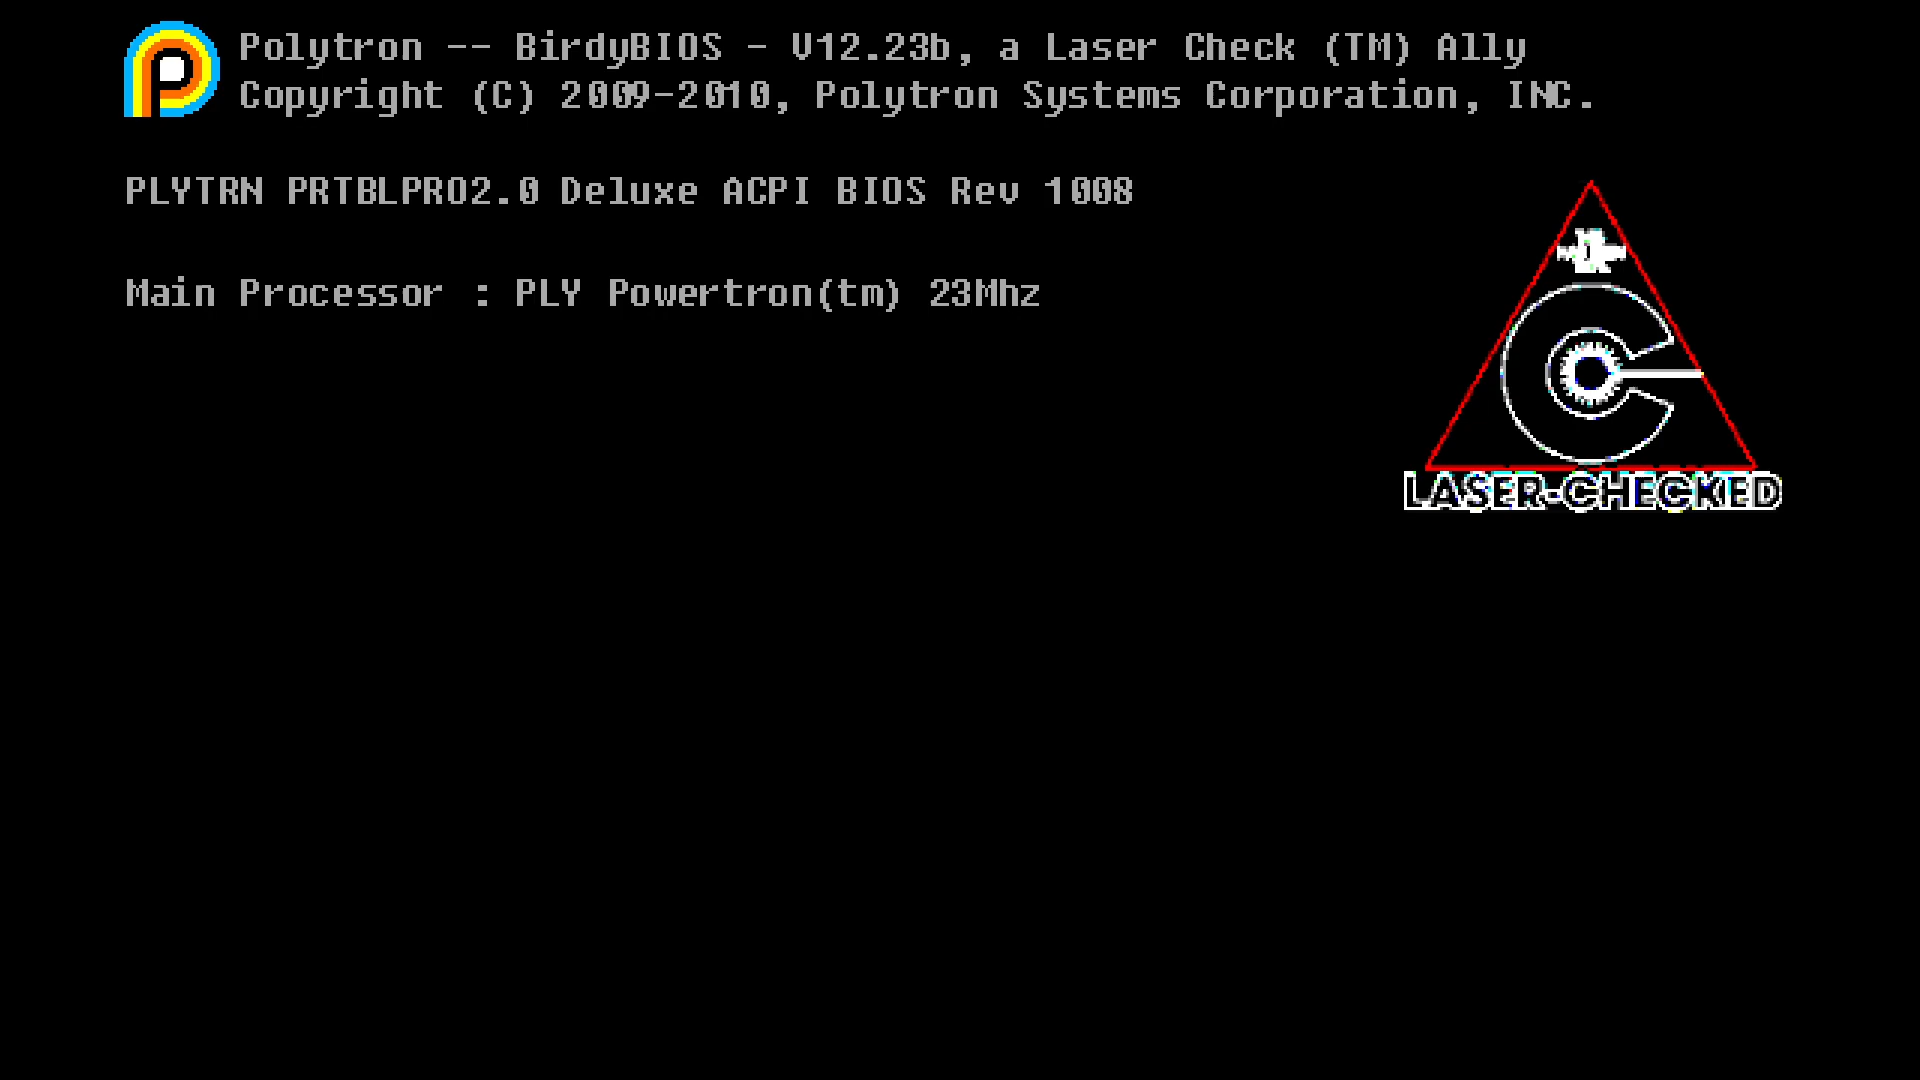 Polytron -- BirdyBIOS - V12.23b, a Laser Check (TM) Ally
Copyright (C) 2009-2010, Polytron Systems Corporation, INC.
PLYTRN PRTBLPRO2.0 Deluxe ACPI BIOS Rev 1008
Main Processor : PLY Powertron(tm) 23Mhz
LASER-CHECKED